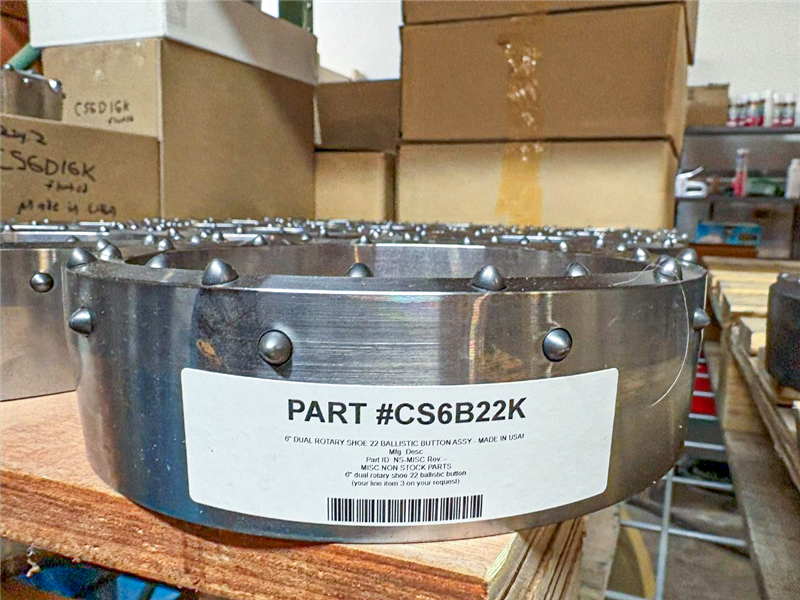 CS6D16K
fluted
CS6D16K
fluted
Made in USA
PART #CS6B22K
6" DUAL ROTARY SHOE 22 BALLISTIC BUTTON ASSY - MADE IN USA!
Mfg. Desc:
Part ID: NS-MISC Rev: -
MISC NON STOCK PARTS
6" dual rotary shoe 22 ballistic button
(your line item 3 on your request)